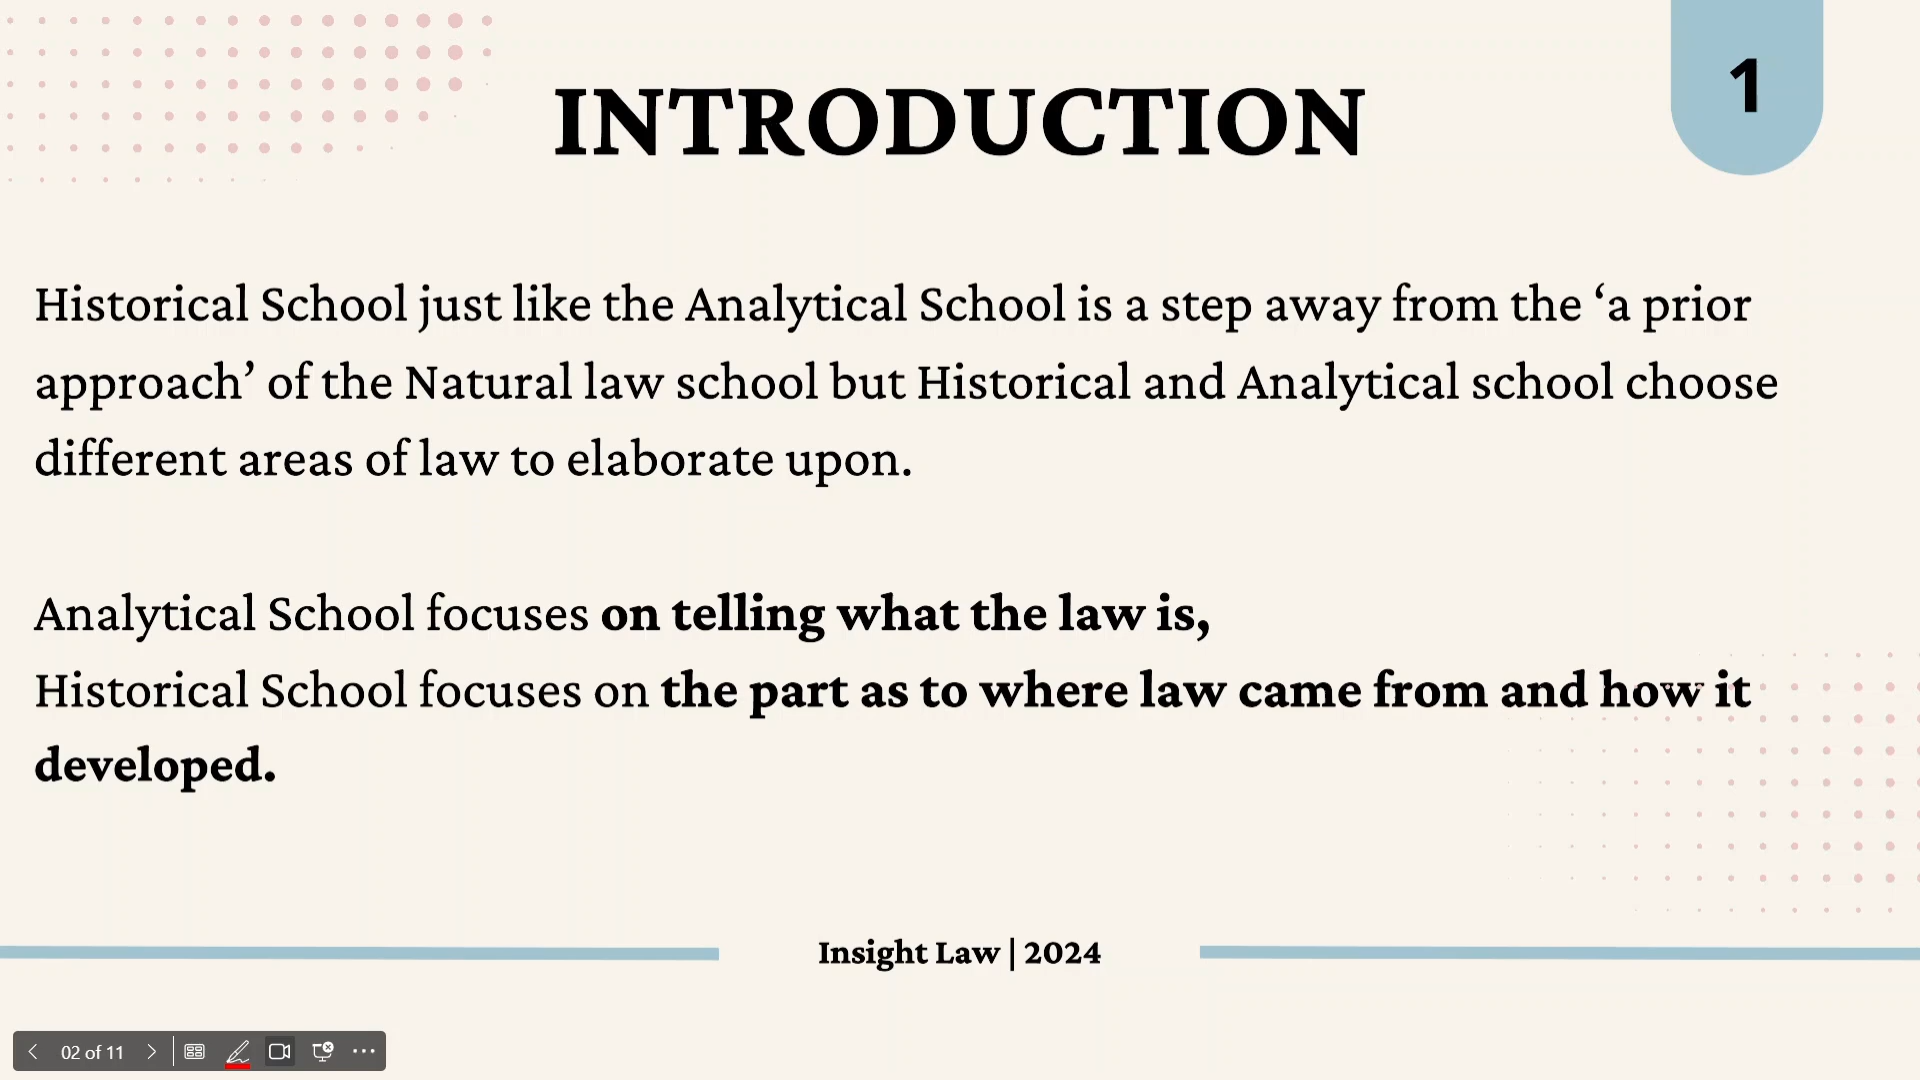 INTRODUCTION
1
Historical School just like the Analytical School is a step away from the ‘a prior
approach’ of the Natural law school but Historical and Analytical school choose
different areas of law to elaborate upon.
Analytical School focuses on telling what the law is,
Historical School focuses on the part as to where law came from and how it
developed.
Insight Law | 2024
02 of 11